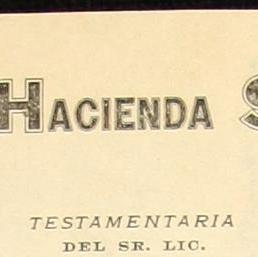 HACIENDA S
TESTAMENTARIA
DEL SR. LIC.